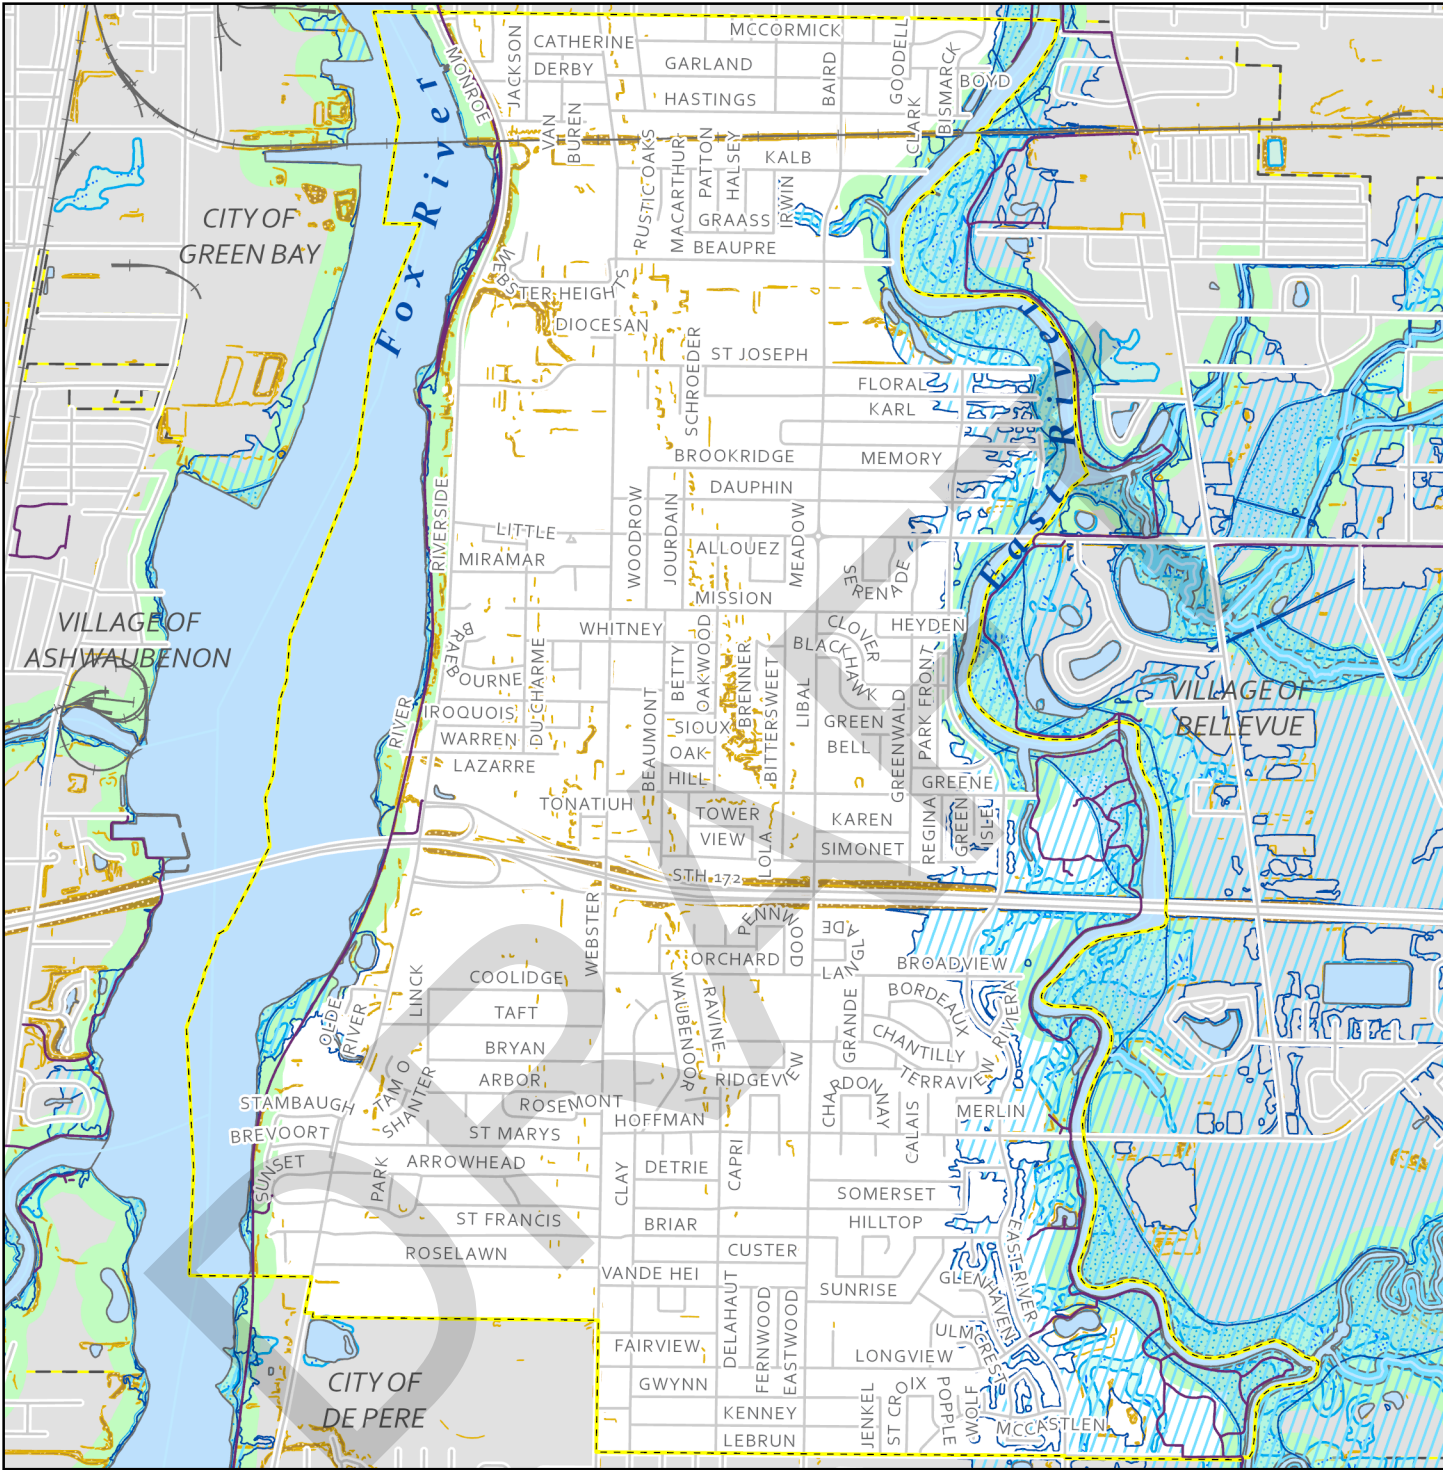 MCCORMICK
CATHERINE
JACKSON
GOODELL
MONROE
DERBY
GARLAND
BAIRD
BISMARCK
BOYD
HASTINGS
CLARK
VAN
BUREN
Fox River
RUSTIC OAKS
MACARTHUR
PATTON
HALSEY
KALB
IRWIN
CITY OF
GREEN BAY
GRAASS
BEAUPRE
WEBSTER HEIGHTS
DIOCESAN
SCHROEDER
ST JOSEPH
FLORAL
KARL
East River
BROOKRIDGE
MEMORY
DAUPHIN
RIVERSIDE
WOODROW
JOURDAIN
MEADOW
LITTLE
MIRAMAR
ALLOUEZ
SERENADE
MISSION
VILLAGE OF
ASHWAUBENON
WHITNEY
CLOVER
HEYDEN
BLACKHAWK
BRAEBOURNE
DU CHARME
BETTY
OAKWOOD
BRENNER
BITTERSWEET
LIBAL
GREENWALD
PARK FRONT
VILLAGE OF
BELLEVUE
RIVER
IROQUOIS
WARREN
LAZARRE
BEAUMONT
SIOUX
OAK
HILL
GREEN
BELL
GREENE
TONATIUH
TOWER
VIEW
LOLA
KAREN
SIMONET
REGINA
GREEN
ISLE
STH 172
WEBSTER
PENNWOOD
ORCHARD
LANGLADE
BROADVIEW
LINCK
COOLIDGE
WAUBENOOR
RAVINE
BORDEAUX
RIVIERA
OLDE
RIVER
TAFT
GRANDE
CHANTILLY
BRYAN
TAM O
SHANTER
ARBOR
RIDGEVIEW
TERRAVIEW
STAMBAUGH
ROSEMONT
HOFFMAN
CHARDONNAY
CALAIS
MERLIN
BREVOORT
ST MARYS
SUNSET
PARK
ARROWHEAD
CLAY
DETRIE
CAPRI
SOMERSET
ST FRANCIS
BRIAR
HILLTOP
EAST RIVER
ROSELAWN
CUSTER
VANDE HEI
DELAHAUT
FERNWOOD
EASTWOOD
SUNRISE
GLENHAVEN
FAIRVIEW
ULMCREST
LONGVIEW
CITY OF
DE PERE
GWYNN
JENKEL
ST CROIX
POPPLE
WOLF
KENNEY
MCCASTLEN
LEBRUN
DRAFT